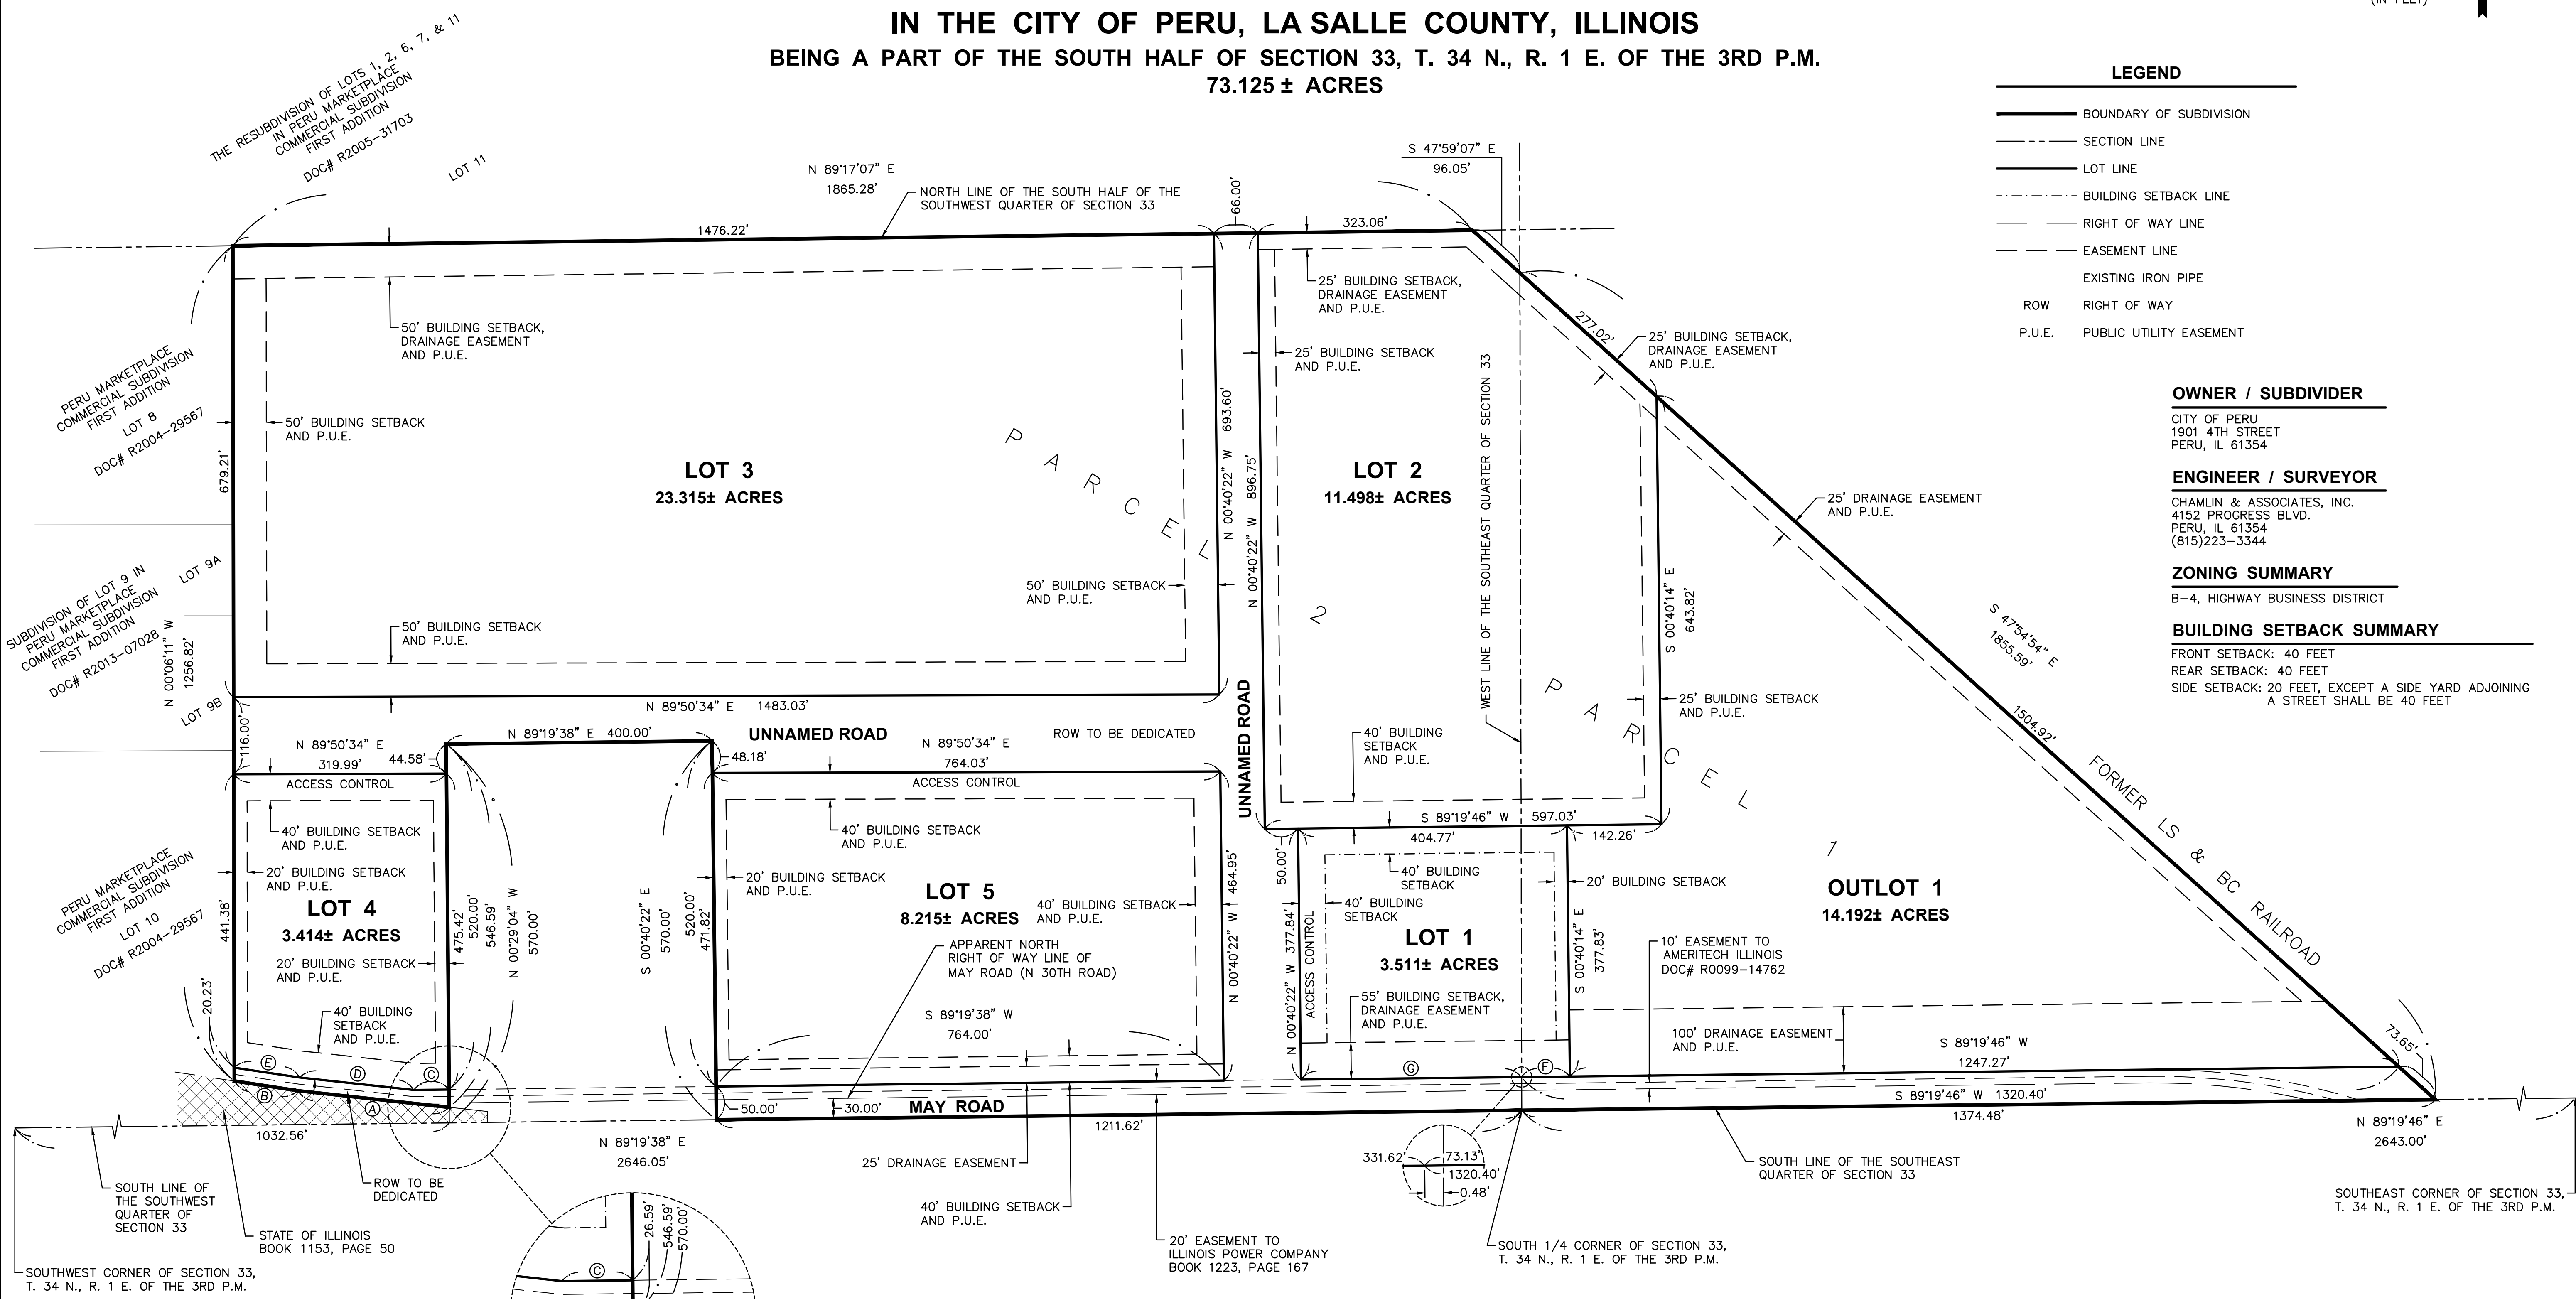 (IN FEET)
IN THE CITY OF PERU, LA SALLE COUNTY, ILLINOIS
BEING A PART OF THE SOUTH HALF OF SECTION 33, T. 34 N., R. 1 E. OF THE 3RD P.M.
73.125 ± ACRES
LEGEND
BOUNDARY OF SUBDIVISION
SECTION LINE
LOT LINE
BUILDING SETBACK LINE
RIGHT OF WAY LINE
EASEMENT LINE
EXISTING IRON PIPE
ROW RIGHT OF WAY
P.U.E. PUBLIC UTILITY EASEMENT
OWNER / SUBDIVIDER
CITY OF PERU
1901 4TH STREET
PERU, IL 61354
ENGINEER / SURVEYOR
CHAMLIN & ASSOCIATES, INC.
4152 PROGRESS BLVD.
PERU, IL 61354
(815)223-3344
ZONING SUMMARY
B-4, HIGHWAY BUSINESS DISTRICT
BUILDING SETBACK SUMMARY
FRONT SETBACK: 40 FEET
REAR SETBACK: 40 FEET
SIDE SETBACK: 20 FEET, EXCEPT A SIDE YARD ADJOINING
A STREET SHALL BE 40 FEET
THE RESUBDIVISION OF LOTS 1, 2, 6, 7, & 11
IN PERU MARKETPLACE
COMMERCIAL SUBDIVISION
FIRST ADDITION
DOC# R2005-31703
LOT 11
N 89°17'07" E
1865.28'
NORTH LINE OF THE SOUTH HALF OF THE
SOUTHWEST QUARTER OF SECTION 33
1476.22'
66.00'
323.06'
S 47°59'07" E
96.05'
277.02'
25' BUILDING SETBACK,
DRAINAGE EASEMENT
AND P.U.E.
25' DRAINAGE EASEMENT
AND P.U.E.
S 47°54'54" E
1855.59'
1504.92'
FORMER LS & BC RAILROAD
73.65'
PERU MARKETPLACE
COMMERCIAL SUBDIVISION
FIRST ADDITION
LOT 8
DOC# R2004-29567
679.21'
SUBDIVISION OF LOT 9 IN
PERU MARKETPLACE
COMMERCIAL SUBDIVISION
FIRST ADDITION
DOC# R2013-07028
LOT 9A
LOT 9B
N 00°06'11" W
1256.82'
PERU MARKETPLACE
COMMERCIAL SUBDIVISION
FIRST ADDITION
LOT 10
DOC# R2004-29567
50' BUILDING SETBACK,
DRAINAGE EASEMENT
AND P.U.E.
50' BUILDING SETBACK
AND P.U.E.
LOT 3
23.315± ACRES
50' BUILDING SETBACK
AND P.U.E.
50' BUILDING SETBACK
AND P.U.E.
PARCEL 2
N 00°40'22" W 693.60'
N 00°40'22" W 896.75'
25' BUILDING SETBACK,
DRAINAGE EASEMENT
AND P.U.E.
25' BUILDING SETBACK
AND P.U.E.
LOT 2
11.498± ACRES
WEST LINE OF THE SOUTHEAST QUARTER OF SECTION 33
S 00°40'14" E
643.82'
25' BUILDING SETBACK
AND P.U.E.
40' BUILDING
SETBACK
AND P.U.E.
PARCEL 1
S 89°19'46" W 597.03'
404.77'
142.26'
N 89°50'34" E 1483.03'
UNNAMED ROAD
ROW TO BE DEDICATED
UNNAMED ROAD
116.00'
N 89°50'34" E
319.99'
44.58'
ACCESS CONTROL
N 89°19'38" E 400.00'
48.18'
N 89°50'34" E
764.03'
ACCESS CONTROL
40' BUILDING SETBACK
AND P.U.E.
20' BUILDING SETBACK
AND P.U.E.
LOT 4
3.414± ACRES
20' BUILDING SETBACK
AND P.U.E.
40' BUILDING
SETBACK
AND P.U.E.
441.38'
20.23'
475.42'
520.00'
546.59'
N 00°29'04" W
570.00'
S 00°40'22" E
570.00'
520.00'
471.82'
40' BUILDING SETBACK
AND P.U.E.
20' BUILDING SETBACK
AND P.U.E.
LOT 5
8.215± ACRES
40' BUILDING SETBACK
AND P.U.E.
APPARENT NORTH
RIGHT OF WAY LINE OF
MAY ROAD (N 30TH ROAD)
S 89°19'38" W
764.00'
N 00°40'22" W 464.95'
50.00'
N 00°40'22" W 377.84'
ACCESS CONTROL
40' BUILDING
SETBACK
40' BUILDING
SETBACK
LOT 1
3.511± ACRES
55' BUILDING SETBACK,
DRAINAGE EASEMENT
AND P.U.E.
20' BUILDING SETBACK
S 00°40'14" E
377.83'
OUTLOT 1
14.192± ACRES
10' EASEMENT TO
AMERITECH ILLINOIS
DOC# R0099-14762
100' DRAINAGE EASEMENT
AND P.U.E.
S 89°19'46" W
1247.27'
S 89°19'46" W 1320.40'
1374.48'
E
D
C
B
A
G
F
50.00'
30.00'
MAY ROAD
1211.62'
1032.56'
N 89°19'38" E
2646.05'
25' DRAINAGE EASEMENT
40' BUILDING SETBACK
AND P.U.E.
20' EASEMENT TO
ILLINOIS POWER COMPANY
BOOK 1223, PAGE 167
331.62'
73.13'
1320.40'
0.48'
SOUTH 1/4 CORNER OF SECTION 33,
T. 34 N., R. 1 E. OF THE 3RD P.M.
SOUTH LINE OF THE SOUTHEAST
QUARTER OF SECTION 33
N 89°19'46" E
2643.00'
SOUTHEAST CORNER OF SECTION 33,
T. 34 N., R. 1 E. OF THE 3RD P.M.
SOUTH LINE OF
THE SOUTHWEST
QUARTER OF
SECTION 33
ROW TO BE
DEDICATED
STATE OF ILLINOIS
BOOK 1153, PAGE 50
SOUTHWEST CORNER OF SECTION 33,
T. 34 N., R. 1 E. OF THE 3RD P.M.
26.59'
546.59'
570.00'
C